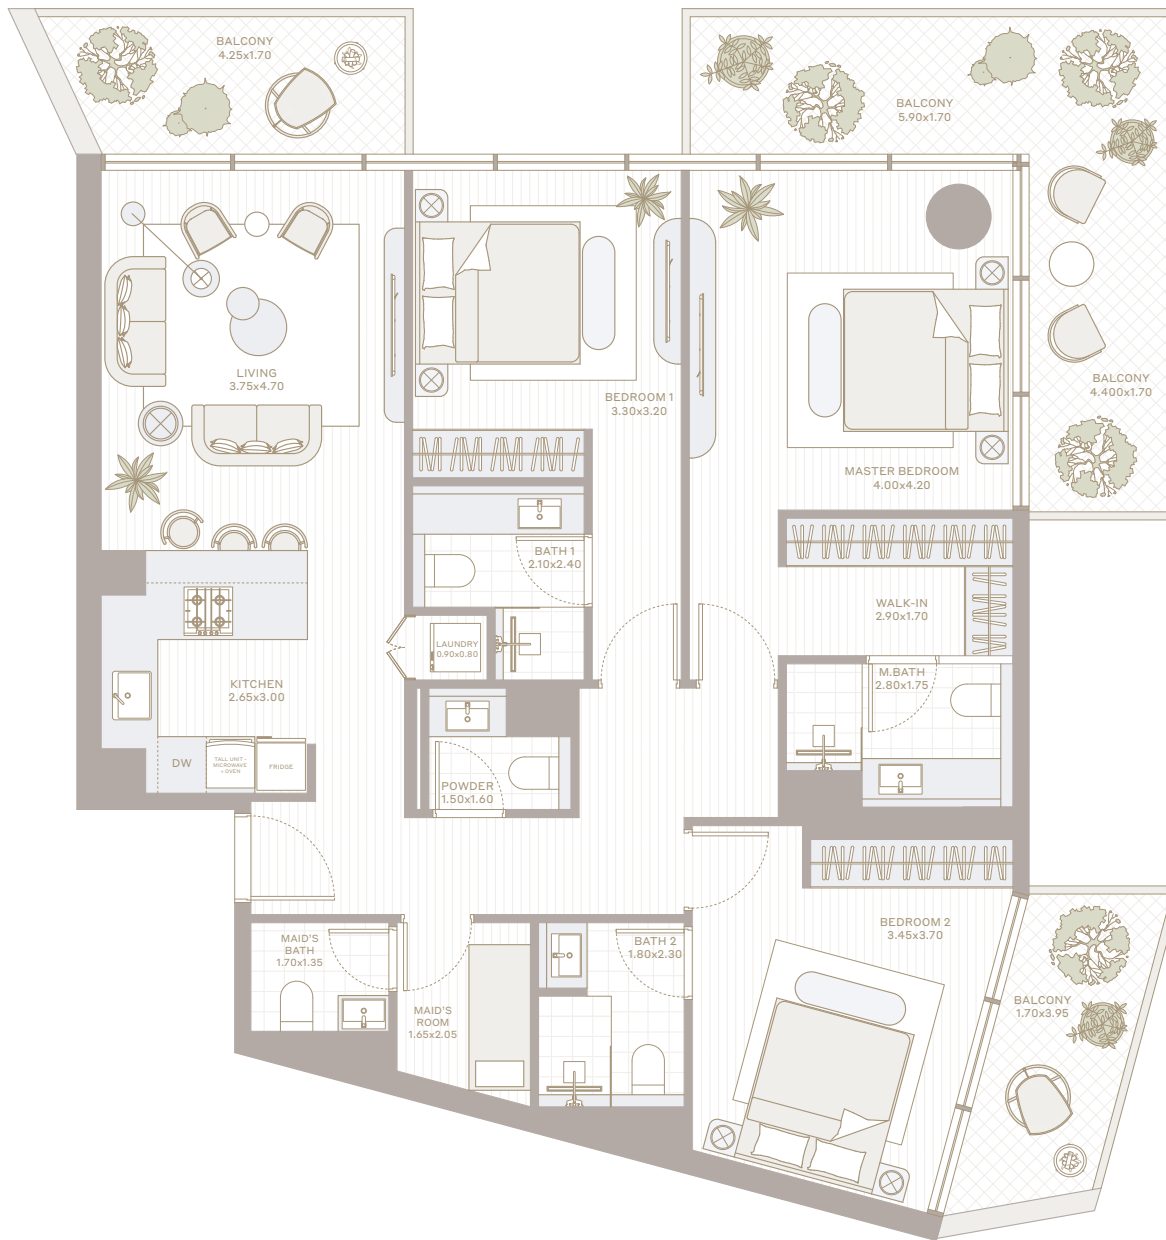 BALCONY
4.25x1.70
BALCONY
5.90x1.70
LIVING
3.75x4.70
BEDROOM 1
3.30x3.20
BALCONY
4.400x1.70
MASTER BEDROOM
4.00x4.20
BATH 1
2.10x2.40
WALK-IN
2.90x1.70
LAUNDRY
0.90x0.80
KITCHEN
2.65x3.00
M.BATH
2.80x1.75
DW
TALL UNIT -
MICROWAVE
+ OVEN
FRIDGE
POWDER
1.50x1.60
BEDROOM 2
3.45x3.70
MAID'S
BATH
1.70x1.35
BATH 2
1.80x2.30
MAID'S
ROOM
1.65x2.05
BALCONY
1.70x3.95